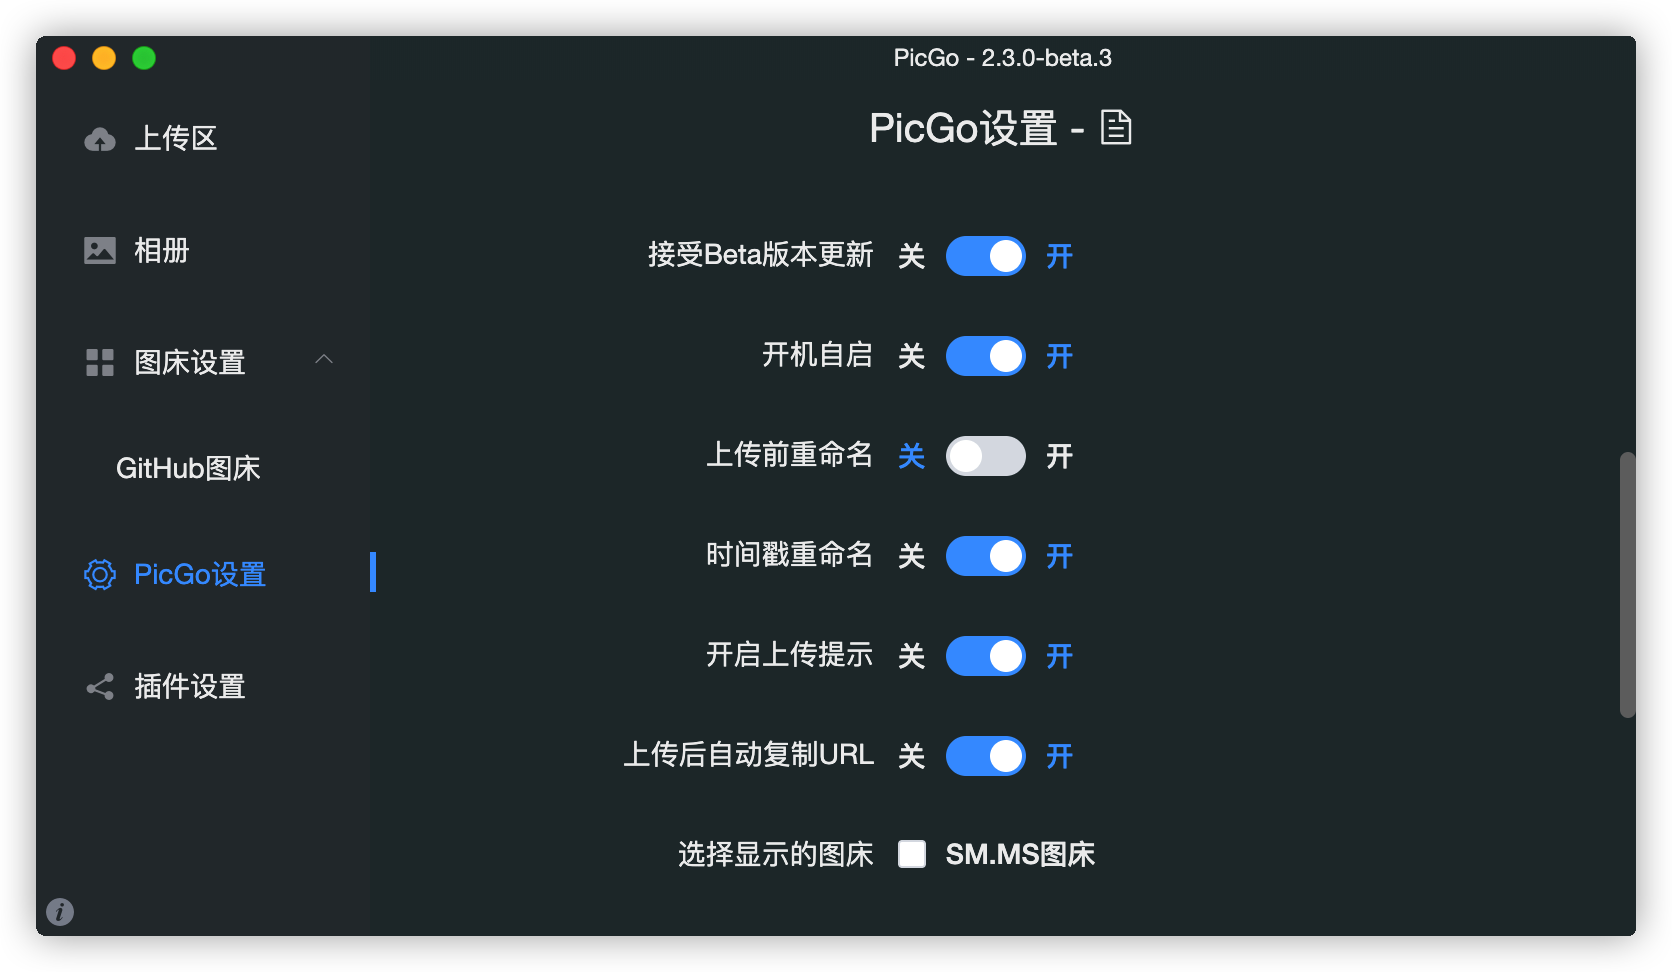 PicGo - 2.3.0-beta.3
上传区
相册
图床设置
GitHub图床
PicGo设置
插件设置
PicGo设置 -
接受Beta版本更新 关 开
开机自启 关 开
上传前重命名 关 开
时间戳重命名 关 开
开启上传提示 关 开
上传后自动复制URL 关 开
选择显示的图床 SM.MS图床